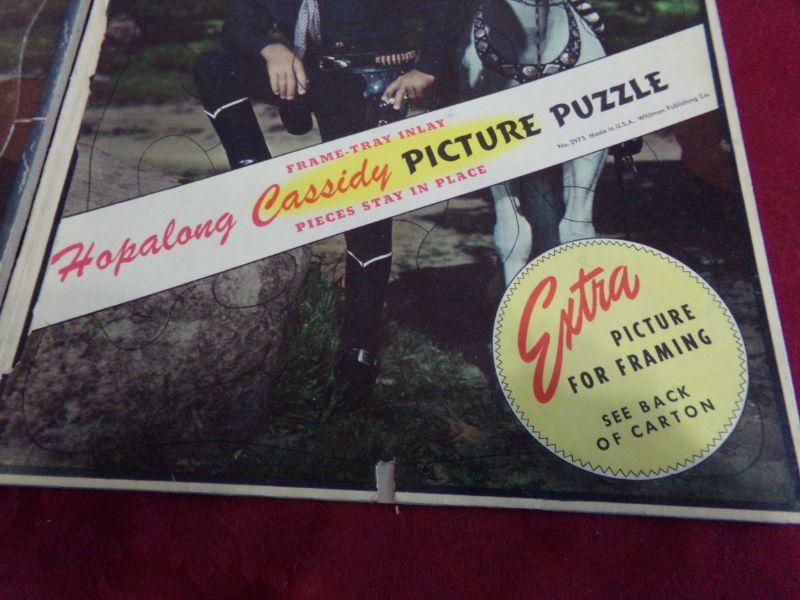 FRAME-TRAY INLAY
Hopalong Cassidy PICTURE PUZZLE
PIECES STAY IN PLACE
No. 2973 Made in U.S.A. Whitman Publishing Co.
Extra
PICTURE
FOR FRAMING
SEE BACK
OF CARTON